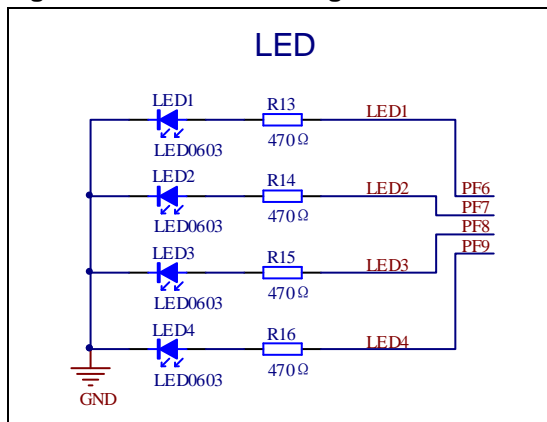 LED
LED1 R13 LED1
LED0603 470Ω
PF6
LED2 R14 LED2
PF7
LED0603 470Ω
PF8
LED3 R15 LED3
PF9
LED0603 470Ω
LED4 R16 LED4
LED0603 470Ω
GND